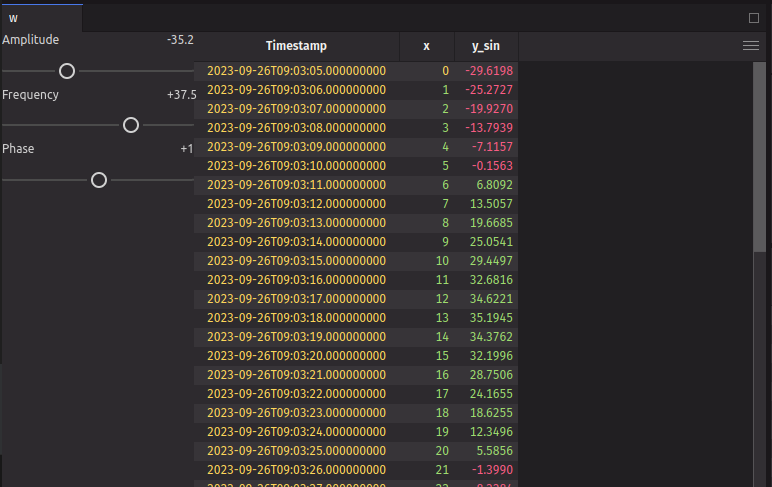 w
Amplitude -35.2
Frequency +37.5
Phase +1
Timestamp x y_sin
2023-09-26T09:03:05.000000000 0 -29.6198
2023-09-26T09:03:06.000000000 1 -25.2727
2023-09-26T09:03:07.000000000 2 -19.9270
2023-09-26T09:03:08.000000000 3 -13.7939
2023-09-26T09:03:09.000000000 4 -7.1157
2023-09-26T09:03:10.000000000 5 -0.1563
2023-09-26T09:03:11.000000000 6 6.8092
2023-09-26T09:03:12.000000000 7 13.5057
2023-09-26T09:03:13.000000000 8 19.6685
2023-09-26T09:03:14.000000000 9 25.0541
2023-09-26T09:03:15.000000000 10 29.4497
2023-09-26T09:03:16.000000000 11 32.6816
2023-09-26T09:03:17.000000000 12 34.6221
2023-09-26T09:03:18.000000000 13 35.1945
2023-09-26T09:03:19.000000000 14 34.3762
2023-09-26T09:03:20.000000000 15 32.1996
2023-09-26T09:03:21.000000000 16 28.7506
2023-09-26T09:03:22.000000000 17 24.1655
2023-09-26T09:03:23.000000000 18 18.6255
2023-09-26T09:03:24.000000000 19 12.3496
2023-09-26T09:03:25.000000000 20 5.5856
2023-09-26T09:03:26.000000000 21 -1.3990